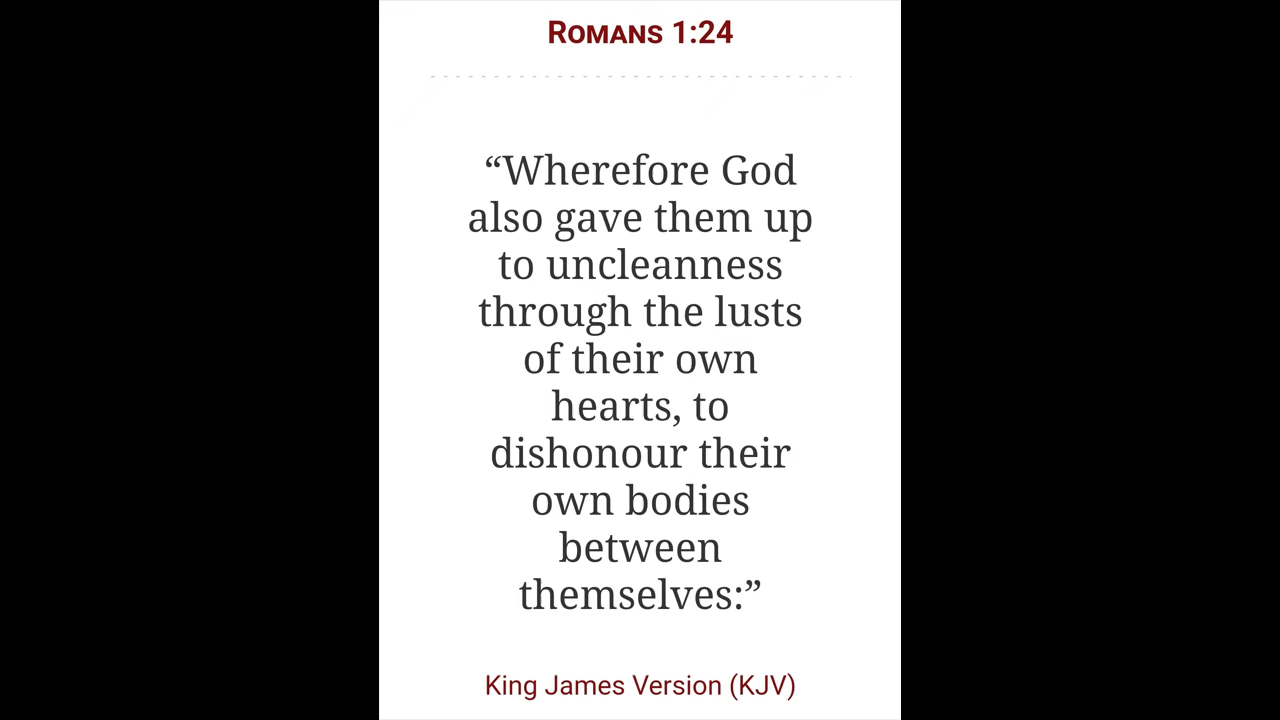 Romans 1:24
“Wherefore God
also gave them up
to uncleanness
through the lusts
of their own
hearts, to
dishonour their
own bodies
between
themselves:”
King James Version (KJV)